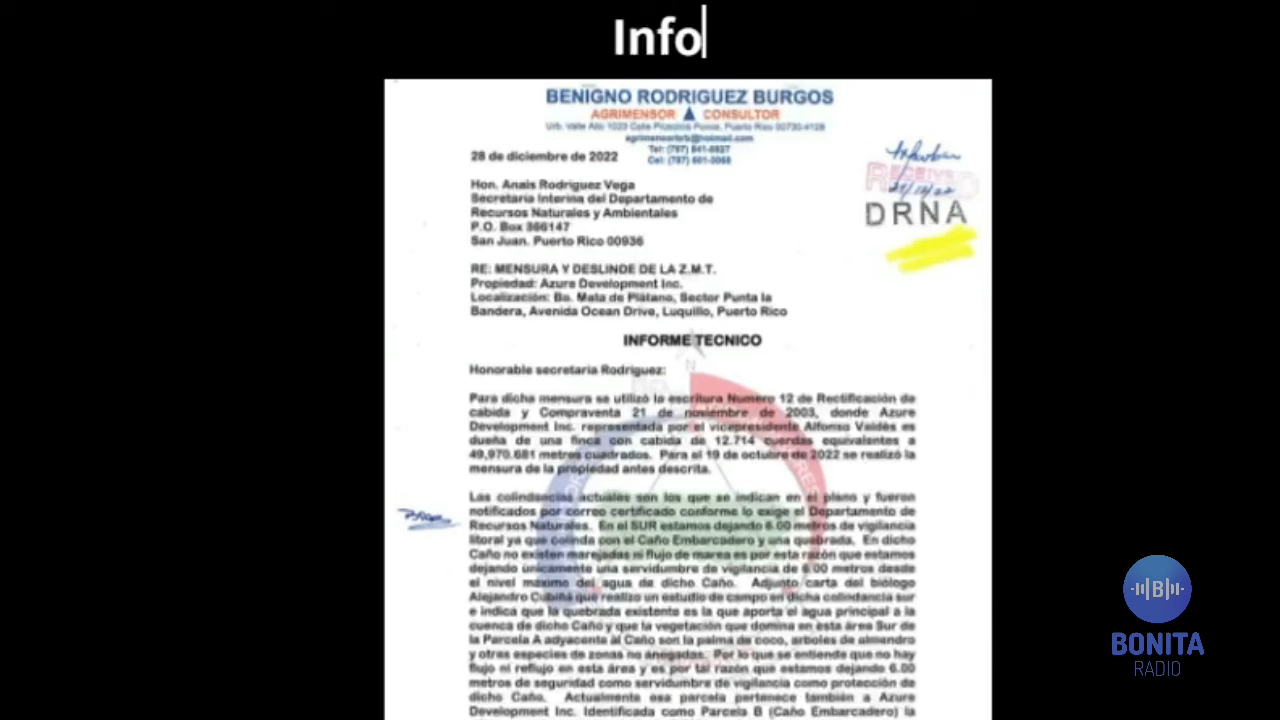 Info
BENIGNO RODRIGUEZ BURGOS
AGRIMENSOR CONSULTOR
Urb. Valle Alto 1023 Calle Ponce, Puerto Rico 00730-4128
Tel: (787) 841-6827
28 de diciembre de 2022
RECEIVED
DRNA
Hon. Anais Rodriguez Vega
Secretaria Interina del Departamento de
Recursos Naturales y Ambientales
P.O. Box 366147
San Juan. Puerto Rico 00936
RE: MENSURA Y DESLINDE DE LA Z.M.T.
Propiedad: Azure Development Inc.
Localización: Bo. Mata de Plátano, Sector Punta la
Bandera, Avenida Ocean Drive, Luquillo, Puerto Rico
INFORME TECNICO
Honorable secretaria Rodriguez:
Para dicha mensura se utilizó la escritura Numero 12 de Rectificación de
cabida y Compraventa 21 de noviembre de 2003, donde Azure
Development Inc. representada por el vicepresidente Alfonso Valdés es
dueña de una finca con cabida de 12.714 cuerdas equivalentes a
49,970.681 metros cuadrados. Para el 19 de octubre de 2022 se realizó la
mensura de la propiedad antes descrita.
Las colindancias actuales son los que se indican en el plano y fueron
notificados por correo certificado conforme lo exige el Departamento de
Recursos Naturales. En el SUR estamos dejando 6.00 metros de vigilancia
litoral ya que colinda con el Caño Embarcadero y una quebrada. En dicho
Caño no existen marejadas ni flujo de marea es por esta razón que estamos
dejando únicamente una servidumbre de vigilancia de 6.00 metros desde
el nivel máximo del agua de dicho Caño. Adjunto carta del biólogo
Alejandro Cubiñá que realizo un estudio de campo en dicha colindancia sur
e indica que la quebrada existente es la que aporta el agua principal a la
cuenca de dicho Caño y que la vegetación que domina en esta área Sur de
la Parcela A adyacente al Caño son la palma de coco, arboles de almendro
y otras especies de zonas no anegadas. Por lo que se entiende que no hay
flujo ni reflujo en esta área y es por tal razón que estamos dejando 6.00
metros de seguridad como servidumbre de vigilancia como protección de
dicho Caño. Actualmente esa parcela pertenece también a Azure
Development Inc. Identificada como Parcela B (Caño Embarcadero) la
B
BONITA
RADIO